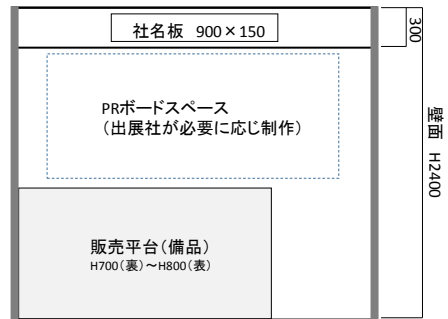 社名板 900×150
300
PRボードスペース
（出展社が必要に応じ制作）
壁面 H2400
販売平台（備品）
H700（裏）～H800（表）